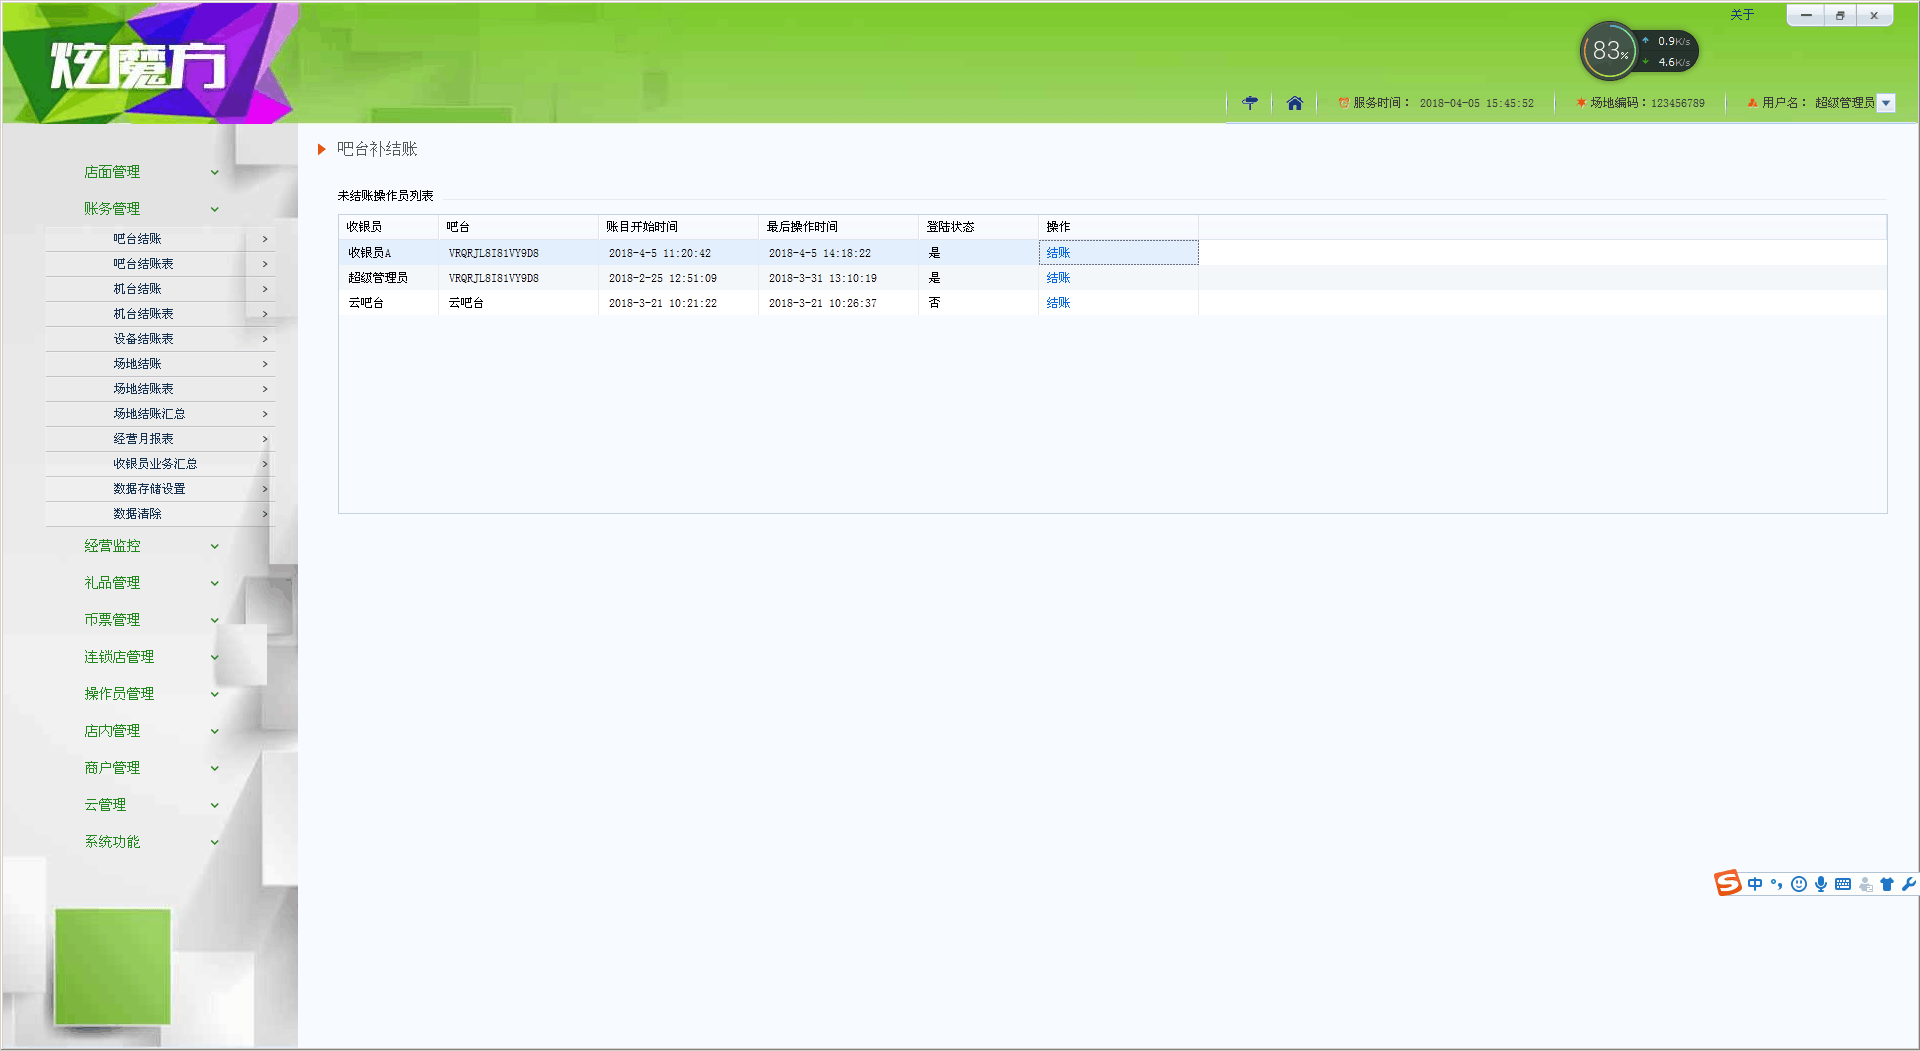 炫魔方
关于
83%
0.9K/s
4.6K/s
服务时间： 2018-04-05 15:45:52
场地编码：123456789
用户名： 超级管理员
店面管理
账务管理
吧台结账
吧台结账表
机台结账
机台结账表
设备结账表
场地结账
场地结账表
场地结账汇总
经营月报表
收银员业务汇总
数据存储设置
数据清除
经营监控
礼品管理
币票管理
连锁店管理
操作员管理
店内管理
商户管理
云管理
系统功能
吧台补结账
未结账操作员列表
收银员 吧台 账目开始时间 最后操作时间 登陆状态 操作
收银员A VRQRJL8I81VY9D8 2018-4-5 11:20:42 2018-4-5 14:18:22 是 结账
超级管理员 VRQRJL8I81VY9D8 2018-2-25 12:51:09 2018-3-31 13:10:19 是 结账
云吧台 云吧台 2018-3-21 10:21:22 2018-3-21 10:26:37 否 结账
中